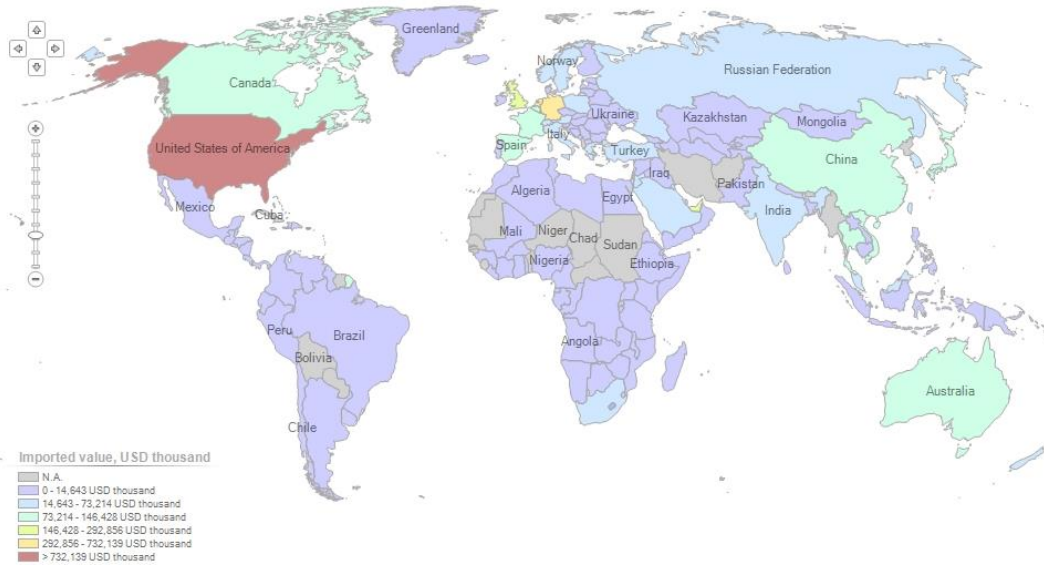 Greenland
Norway
Russian Federation
Canada
Ukraine
Kazakhstan
Mongolia
United States of America
Spain
Italy
Turkey
China
Iraq
Pakistan
Algeria
Egypt
Mexico
Cuba
India
Mali
Niger
Chad
Sudan
Nigeria
Ethiopia
Peru
Brazil
Angola
Bolivia
Australia
Chile
Imported value, USD thousand
N.A.
0 - 14,643 USD thousand
14,643 - 73,214 USD thousand
73,214 - 146,428 USD thousand
146,428 - 292,856 USD thousand
292,856 - 732,139 USD thousand
> 732,139 USD thousand